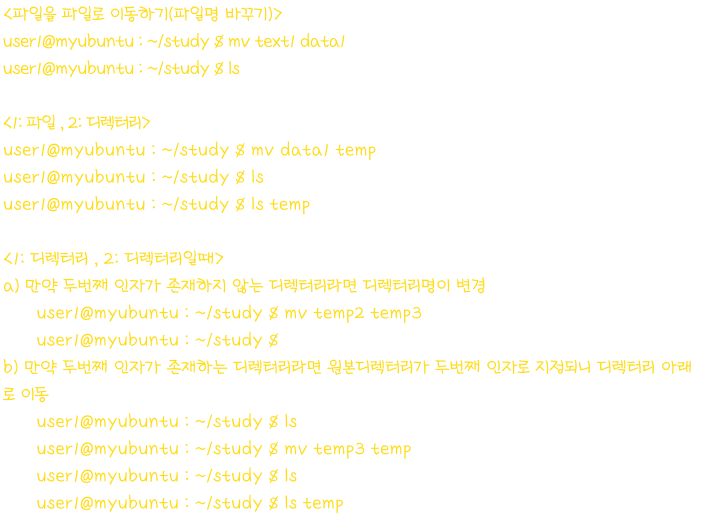 <파일을 파일로 이동하기(파일명 바꾸기)>
user1@myubuntu : ~/study $ mv text1 data1
user1@myubuntu : ~/study $ ls
<1: 파일 , 2: 디렉터리>
user1@myubuntu : ~/study $ mv data1 temp
user1@myubuntu : ~/study $ ls
user1@myubuntu : ~/study $ ls temp
<1: 디렉터리 , 2: 디렉터리일때>
a) 만약 두번째 인자가 존재하지 않는 디렉터리라면 디렉터리명이 변경
user1@myubuntu : ~/study $ mv temp2 temp3
user1@myubuntu : ~/study $
b) 만약 두번째 인자가 존재하는 디렉터리라면 원본디렉터리가 두번째 인자로 지정되니 디렉터리 아래
로 이동
user1@myubuntu : ~/study $ ls
user1@myubuntu : ~/study $ mv temp3 temp
user1@myubuntu : ~/study $ ls
user1@myubuntu : ~/study $ ls temp